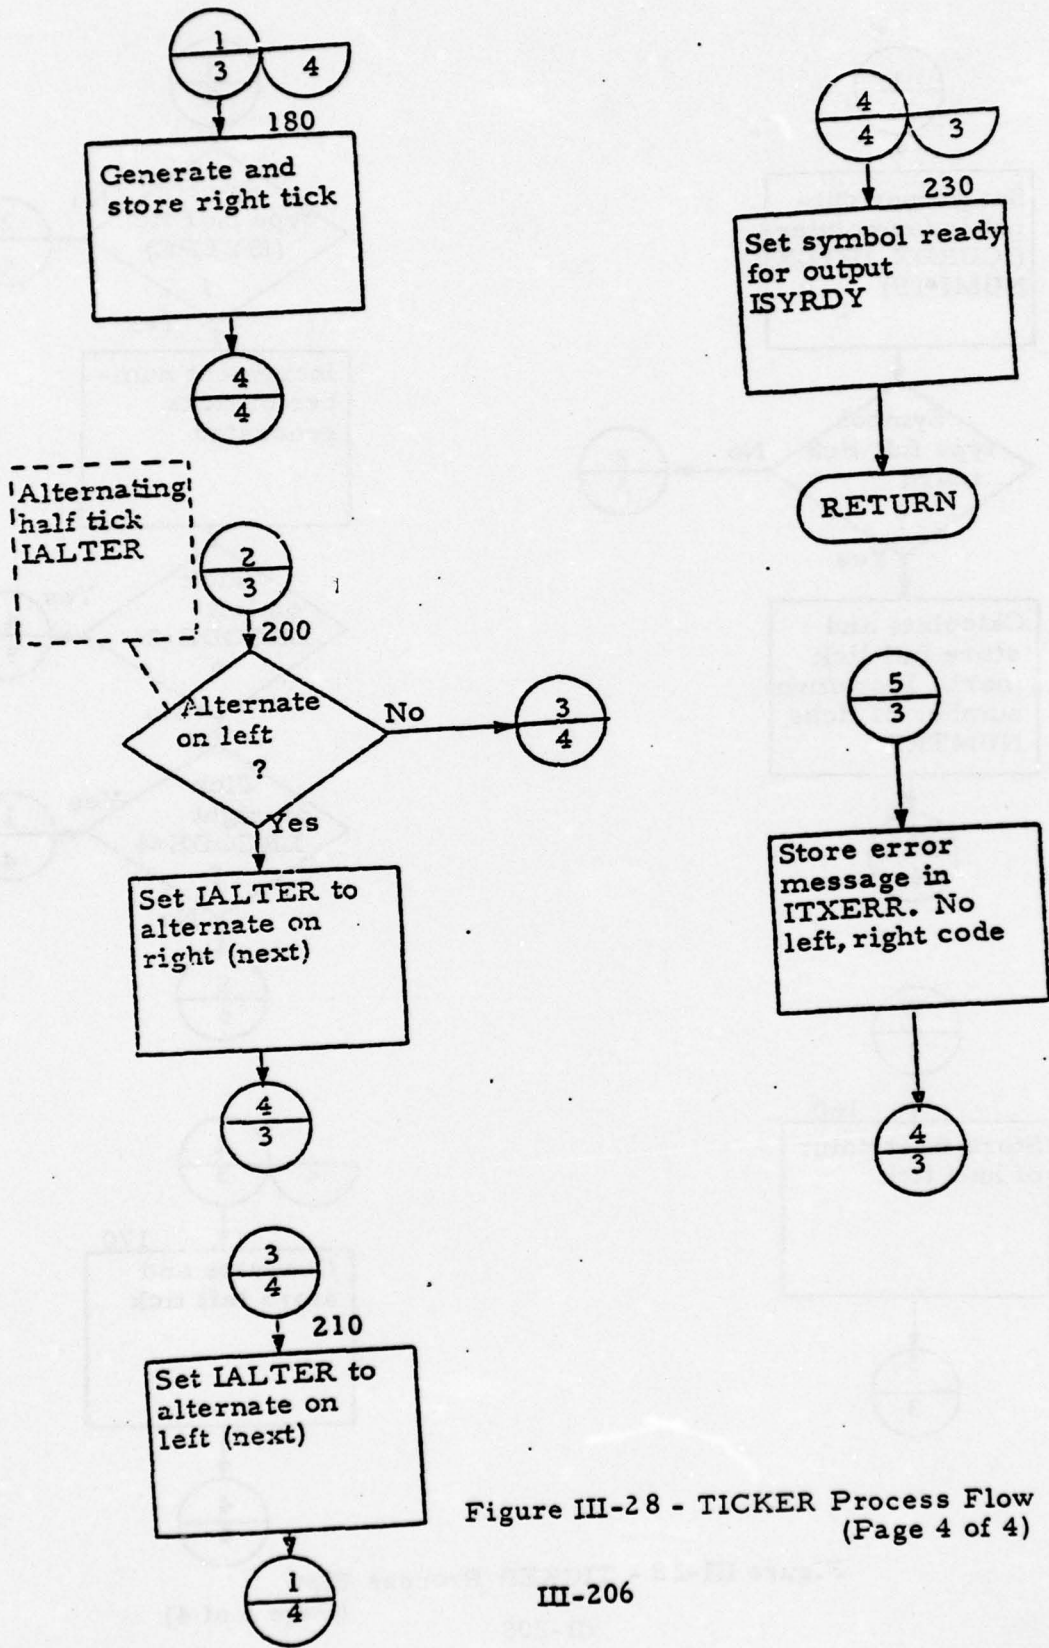 1
3
4
180
Generate and
store right tick
4
4
Alternating
half tick
IALTER
2
3
200
Alternate
on left
?
No
3
4
Yes
Set IALTER to
alternate on
right (next)
4
3
3
4
210
Set IALTER to
alternate on
left (next)
1
4
4
4
3
230
Set symbol ready
for output
ISYRDY
RETURN
5
3
Store error
message in
ITXERR. No
left, right code
4
3
Figure III-28 - TICKER Process Flow
(Page 4 of 4)
III-206